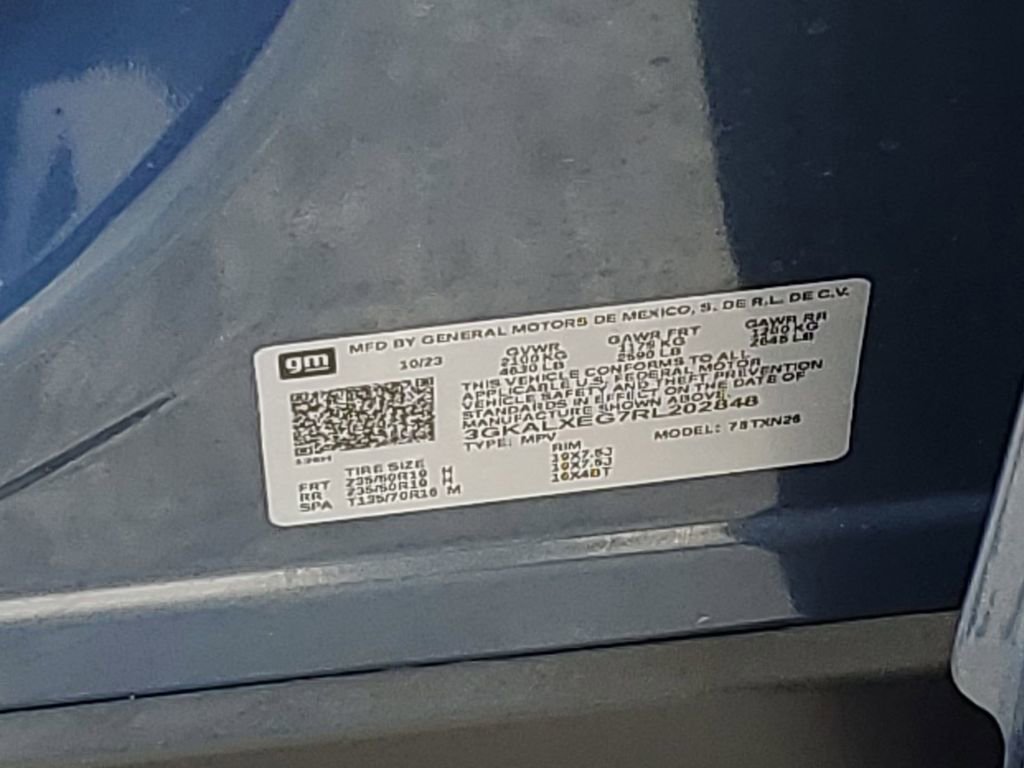 gm
MFD BY GENERAL MOTORS DE MEXICO, S. DE R.L. DE C.V.
10/23
GVWR GAWR FRT GAWR RR
2100 KG 1175 KG 1200 KG
4630 LB 2590 LB 2645 LB
THIS VEHICLE CONFORMS TO ALL
APPLICABLE U.S. FEDERAL MOTOR
VEHICLE SAFETY AND THEFT PREVENTION
STANDARDS IN EFFECT ON THE DATE OF
MANUFACTURE SHOWN ABOVE.
3GKALXEG7RL202848
TYPE: MPV MODEL:
TIRE SIZE RIM
FRT 235/50R19 H 19X7.5J
RR 235/50R19 H 19X7.5J
SPA T135/70R16 M 16X4BT